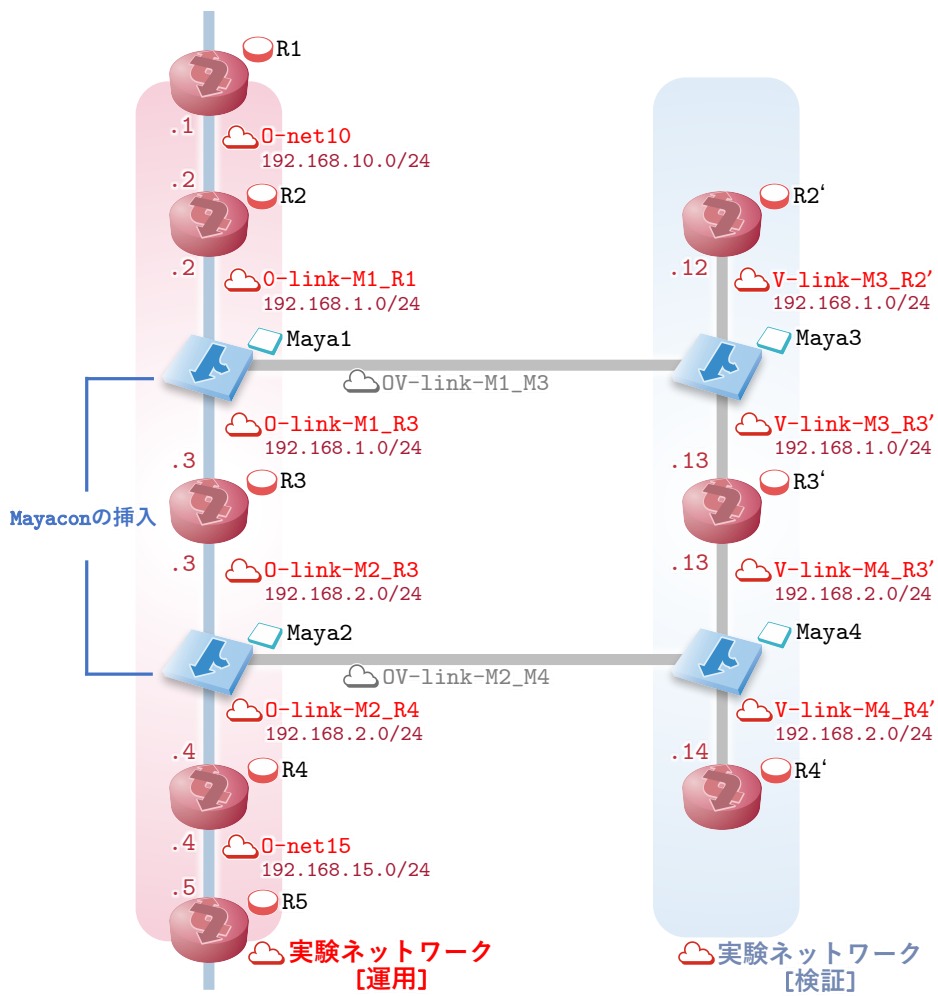 R1
.1
O-net10
192.168.10.0/24
.2
R2
R2‘
.2
O-link-M1_R1
192.168.1.0/24
.12
V-link-M3_R2′
192.168.1.0/24
Maya1
Maya3
OV-link-M1_M3
O-link-M1_R3
192.168.1.0/24
V-link-M3_R3′
192.168.1.0/24
.3
R3
.13
R3‘
Mayaconの挿入
.3
O-link-M2_R3
192.168.2.0/24
.13
V-link-M4_R3′
192.168.2.0/24
Maya2
Maya4
OV-link-M2_M4
O-link-M2_R4
192.168.2.0/24
V-link-M4_R4′
192.168.2.0/24
.4
R4
.14
R4‘
.4
O-net15
192.168.15.0/24
.5
R5
実験ネットワーク
[運用]
実験ネットワーク
[検証]